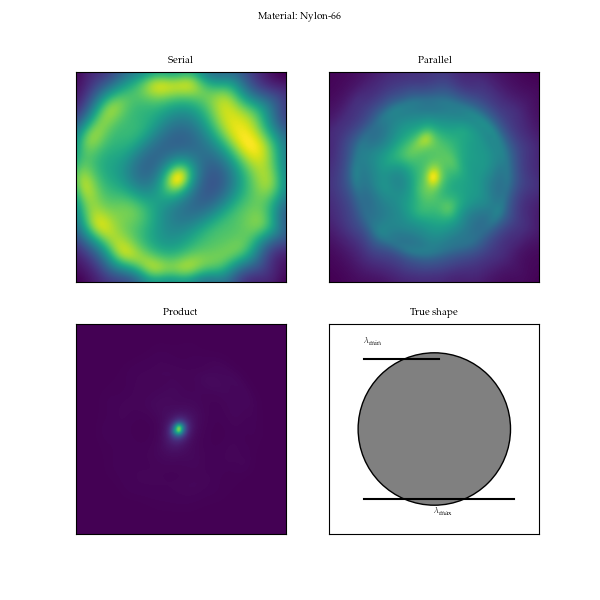 Material: Nylon-66
Serial
Parallel
Product
True shape
λmin
λmax